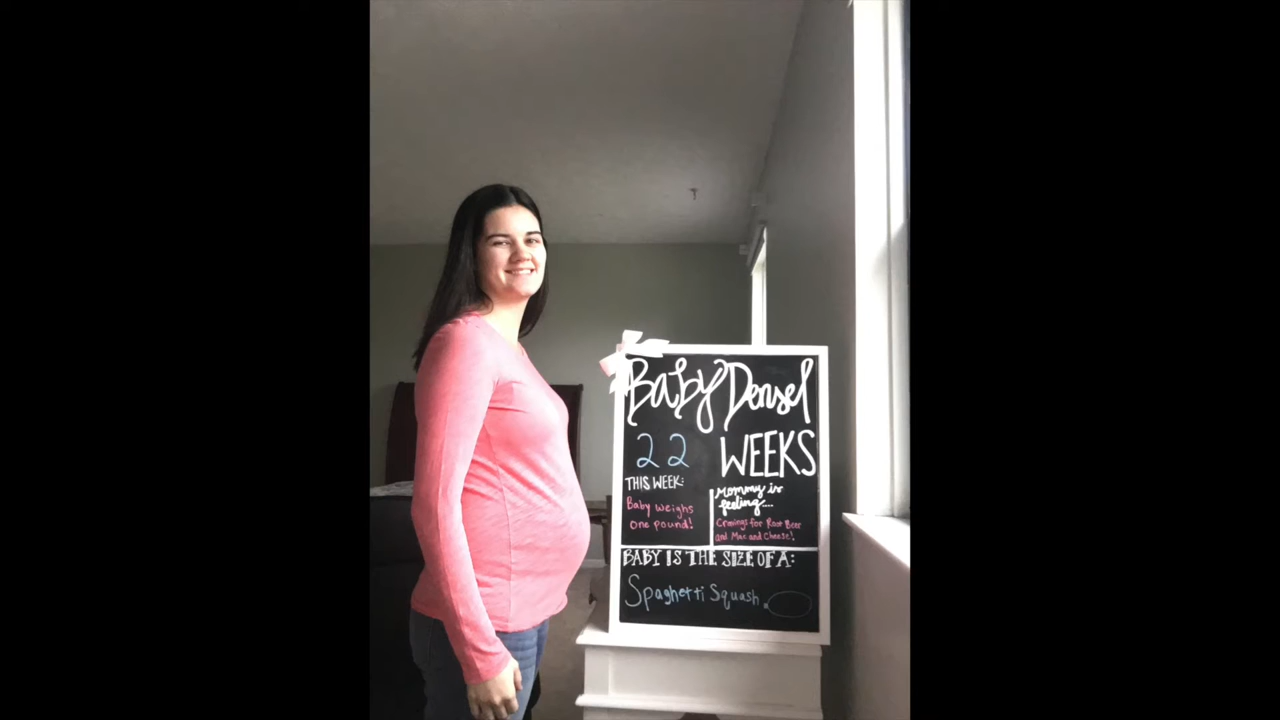 Baby Densel
22 WEEKS
THIS WEEK:
Baby weighs
one pound!
Mommy is
feeling....
Cravings for Root Beer
and Mac and Cheese!
BABY IS THE SIZE OF A:
Spaghetti Squash